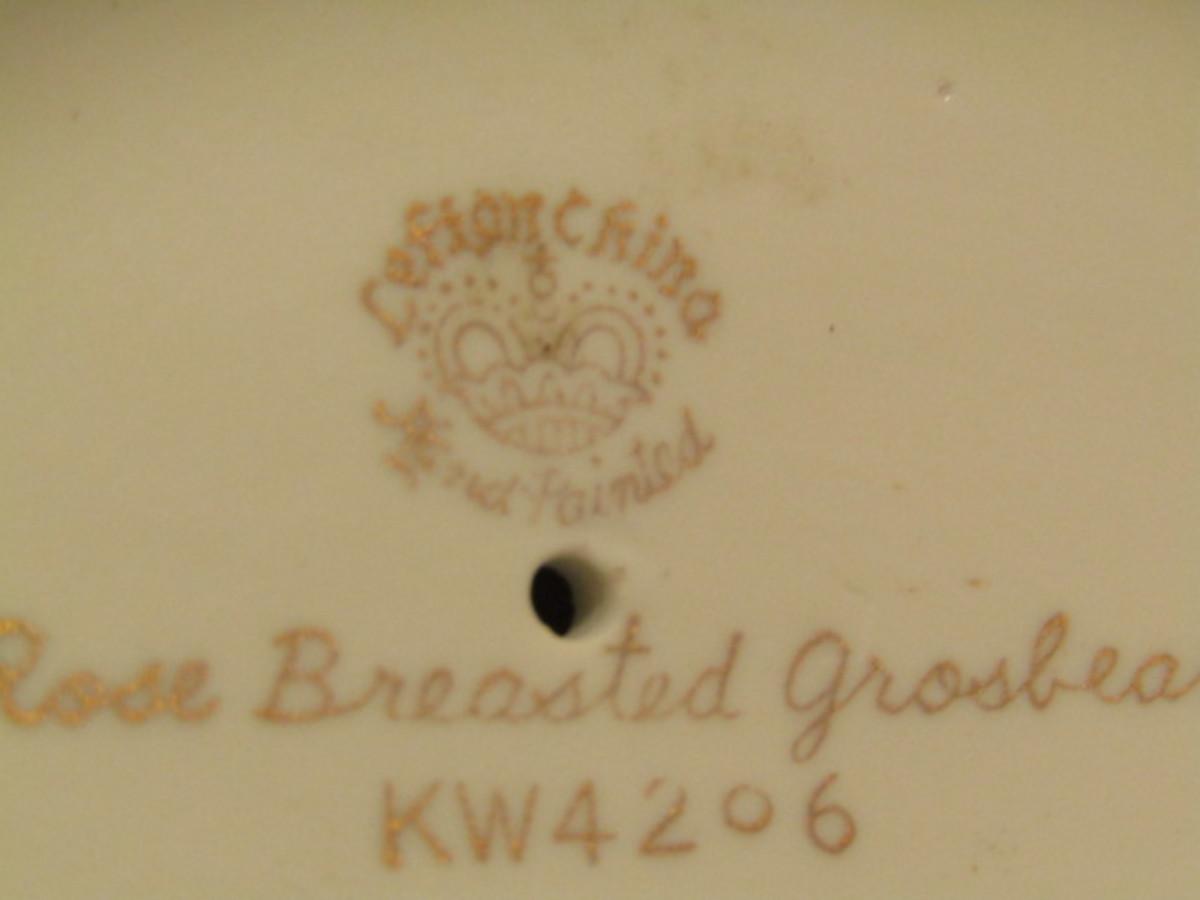 Lefton China
Hand Painted
Rose Breasted Grosbea
KW4206